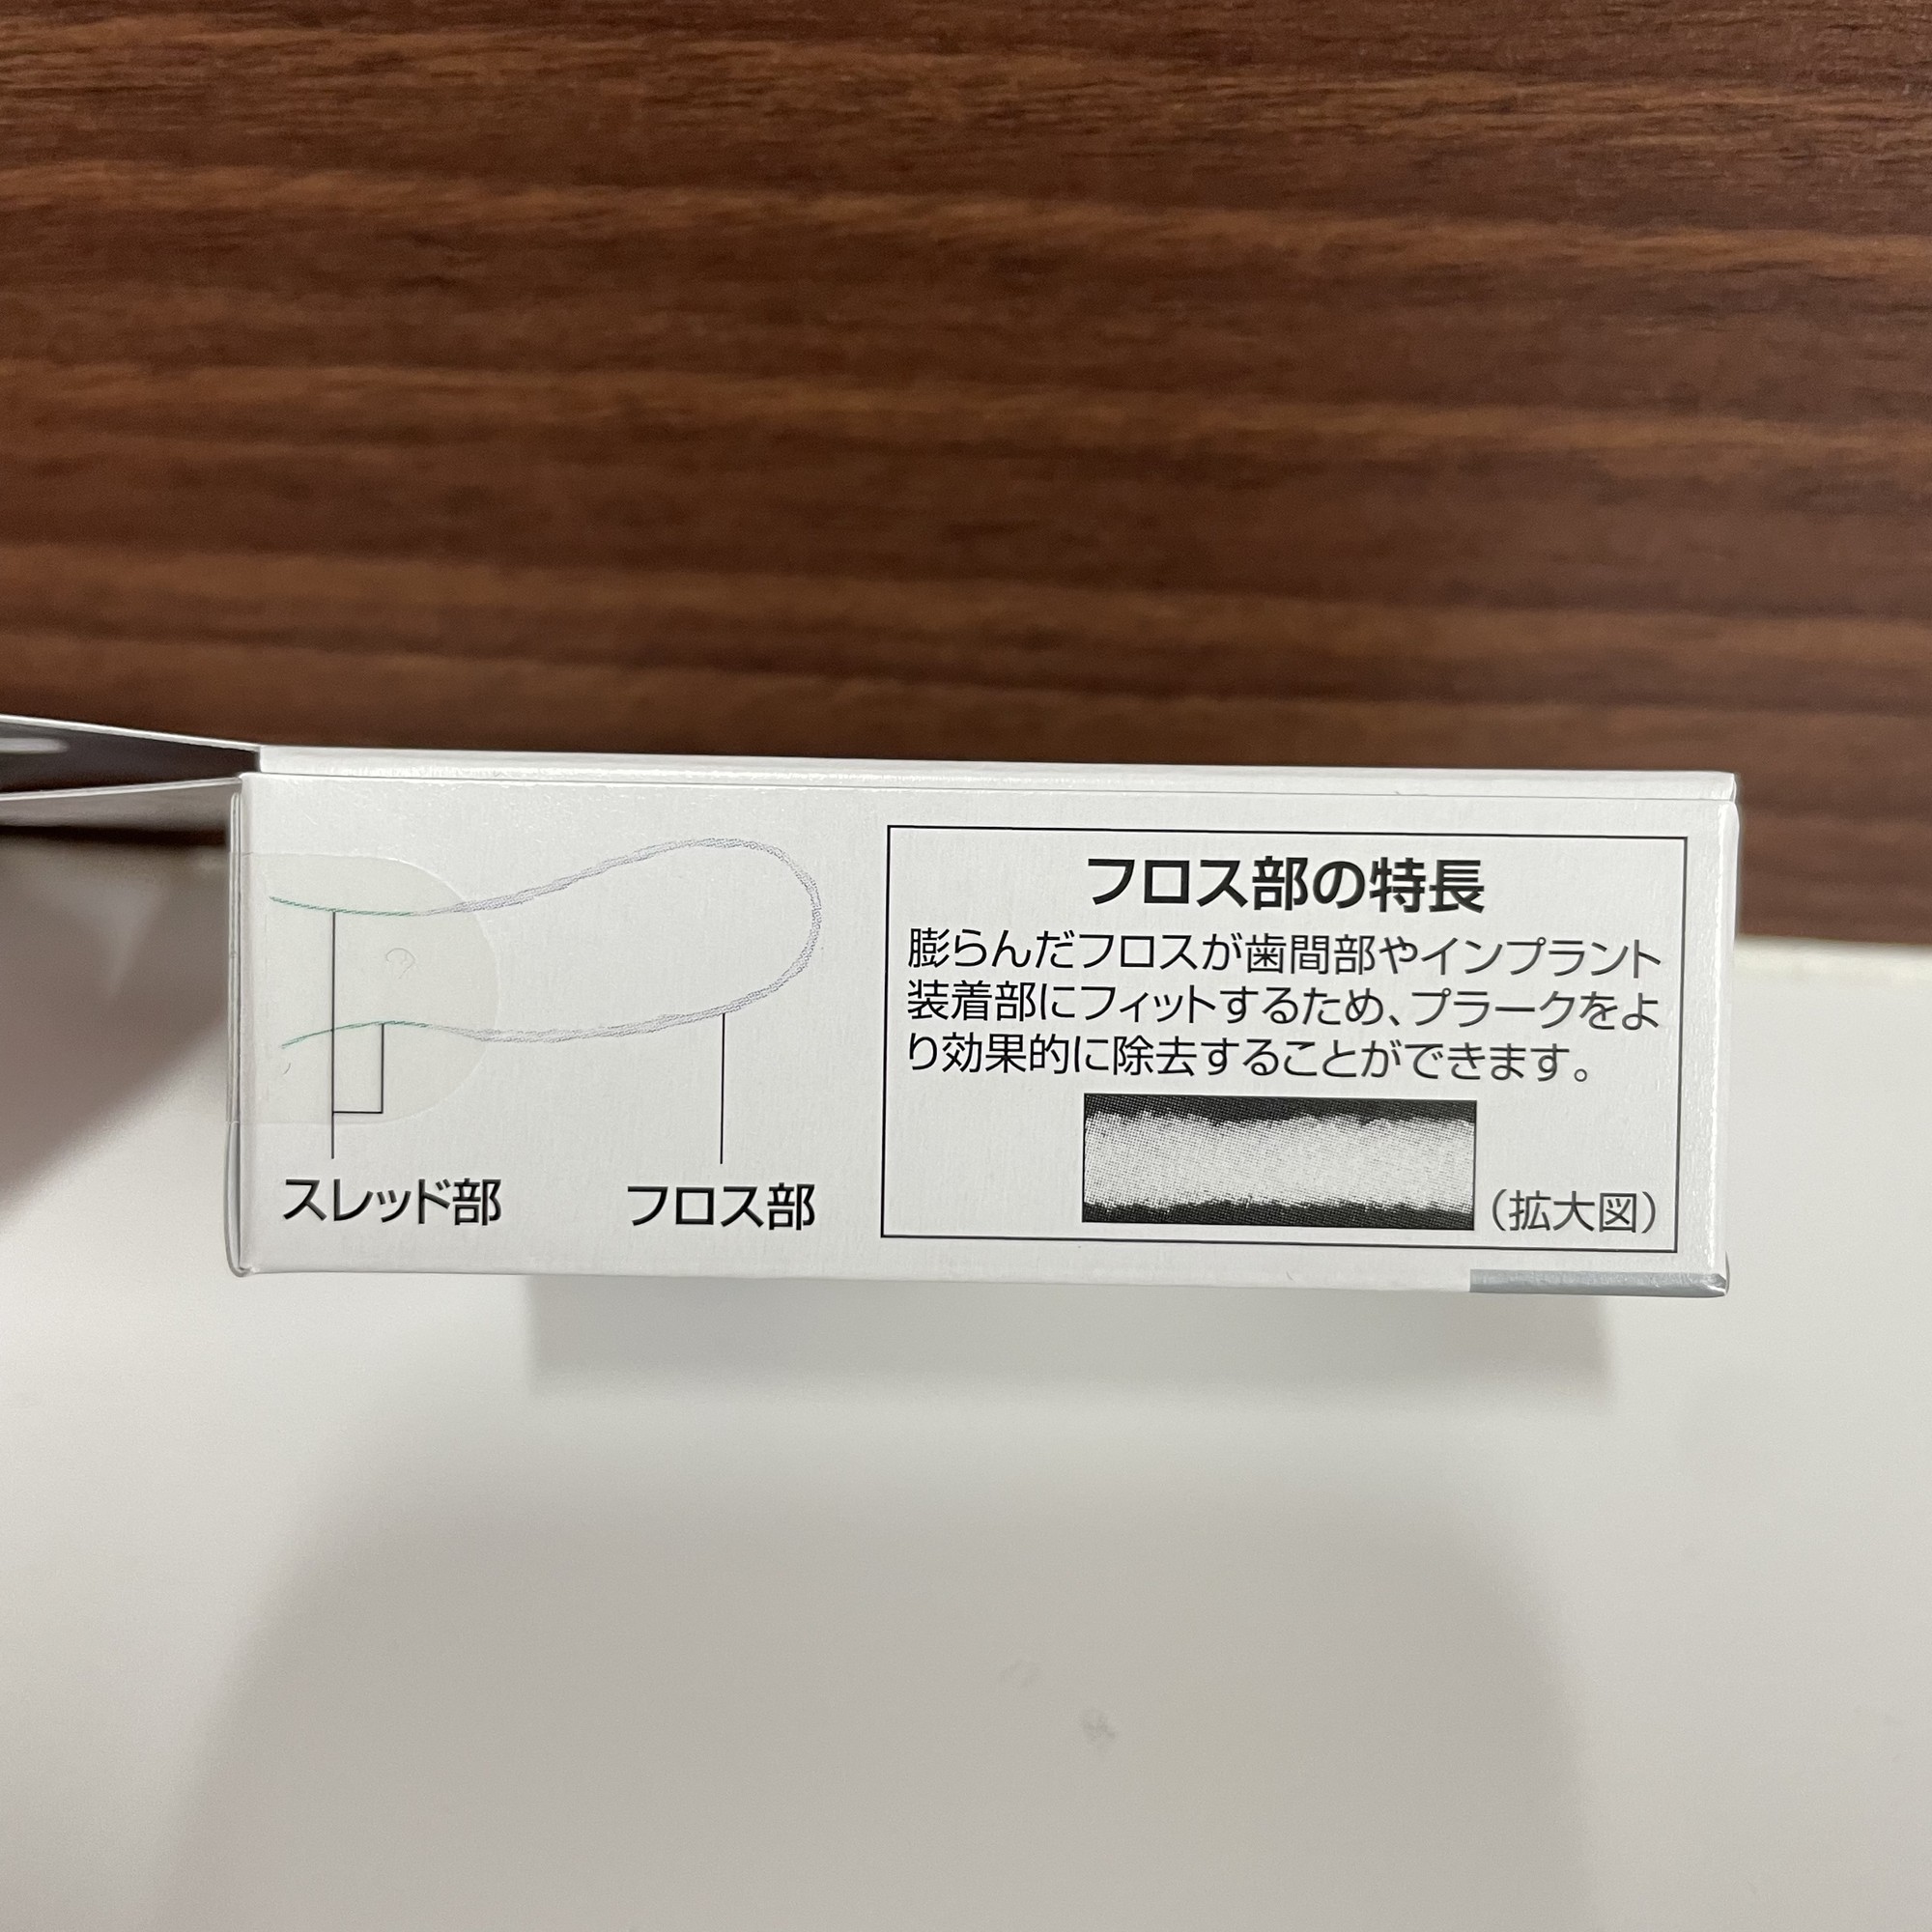 スレッド部
フロス部
フロス部の特長
膨らんだフロスが歯間部やインプラント
装着部にフィットするため、プラークをよ
り効果的に除去することができます。
（拡大図）